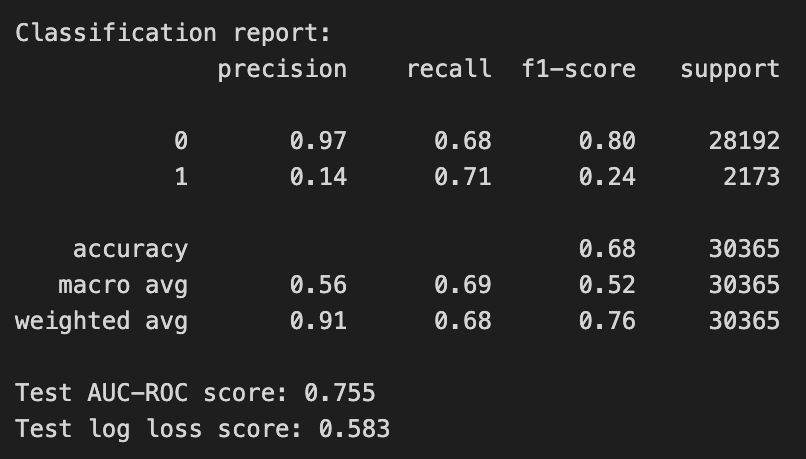 Classification report:
precision recall f1-score support
0 0.97 0.68 0.80 28192
1 0.14 0.71 0.24 2173
accuracy 0.68 30365
macro avg 0.56 0.69 0.52 30365
weighted avg 0.91 0.68 0.76 30365
Test AUC-ROC score: 0.755
Test log loss score: 0.583